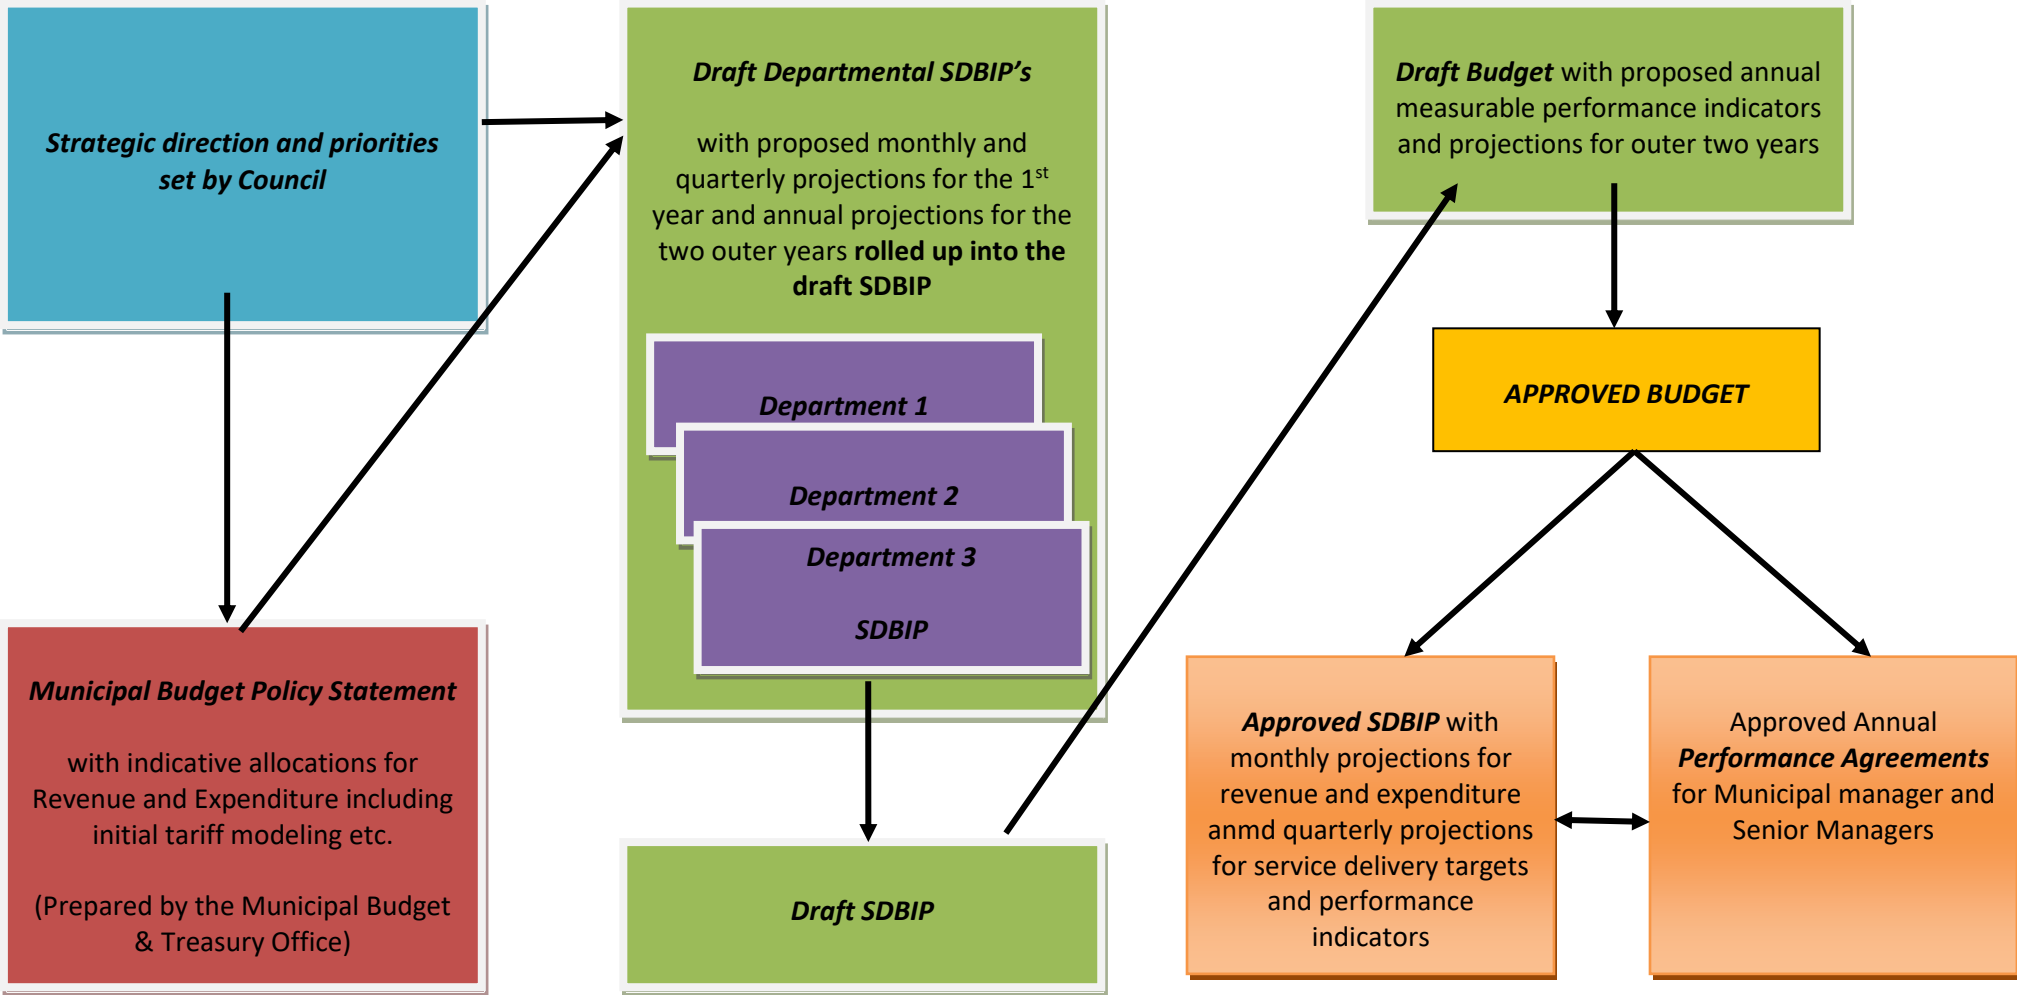 Strategic direction and priorities
set by Council
Municipal Budget Policy Statement
with indicative allocations for
Revenue and Expenditure including
initial tariff modeling etc.
(Prepared by the Municipal Budget
& Treasury Office)
Draft Departmental SDBIP’s
with proposed monthly and
quarterly projections for the 1st
year and annual projections for the
two outer years rolled up into the
draft SDBIP
Department 1
Department 2
Department 3
SDBIP
Draft SDBIP
Draft Budget with proposed annual
measurable performance indicators
and projections for outer two years
APPROVED BUDGET
Approved SDBIP with
monthly projections for
revenue and expenditure
anmd quarterly projections
for service delivery targets
and performance
indicators
Approved Annual
Performance Agreements
for Municipal manager and
Senior Managers